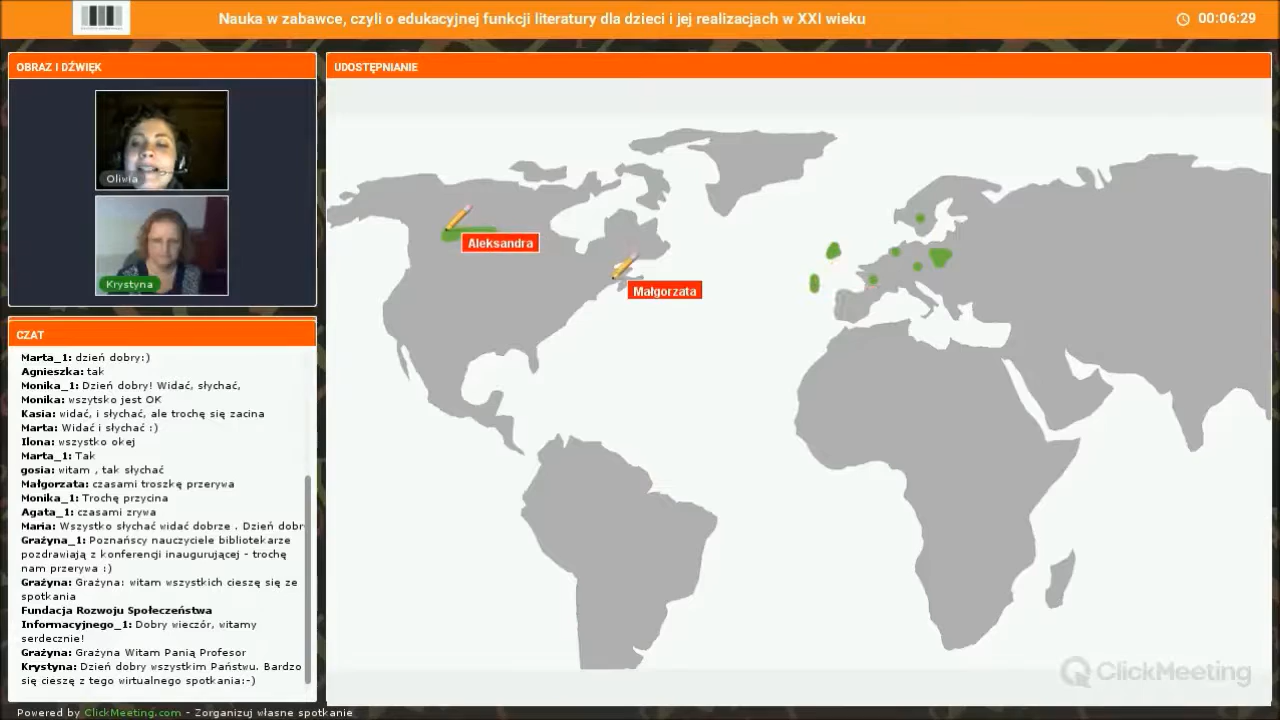 Nauka w zabawce, czyli o edukacyjnej funkcji literatury dla dzieci i jej realizacjach w XXI wieku
00:06:29
OBRAZ I DŹWIĘK
Oliwia
Krystyna
CZAT
Marta_1: dzień dobry:)
Agnieszka: tak
Monika_1: Dzień dobry! Widać, słychać,
Monika: wszytsko jest OK
Kasia: widać, i słychać, ale trochę się zacina
Marta: Widać i słychać :)
Ilona: wszystko okej
Marta_1: Tak
gosia: witam , tak słychać
Małgorzata: czasami troszkę przerywa
Monika_1: Trochę przycina
Agata_1: czasami zrywa
Maria: Wszystko słychać widać dobrze . Dzień dobr
Grażyna_1: Poznańscy nauczyciele bibliotekarze
pozdrawiają z konferencji inaugurującej - trochę
nam przerywa :)
Grażyna: Grażyna: witam wszystkich cieszę się ze
spotkania
Fundacja Rozwoju Społeczeństwa
Informacyjnego_1: Dobry wieczór, witamy
serdecznie!
Grażyna: Grażyna Witam Panią Profesor
Krystyna: Dzień dobry wszystkim Państwu. Bardzo
się cieszę z tego wirtualnego spotkania:-)
UDOSTĘPNIANIE
Aleksandra
Małgorzata
ClickMeeting
Powered by ClickMeeting.com - Zorganizuj własne spotkanie